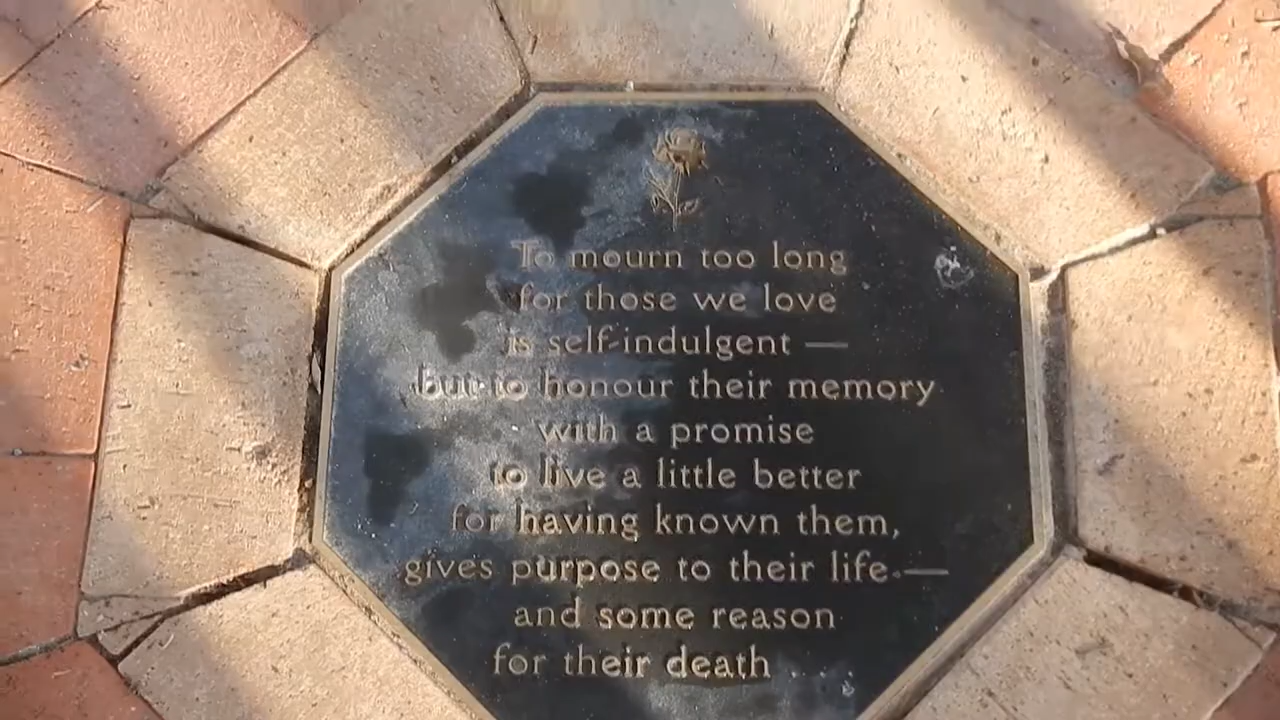 To mourn too long
for those we love
is self-indulgent —
but to honour their memory
with a promise
to live a little better
for having known them,
gives purpose to their life —
and some reason
for their death . . . .